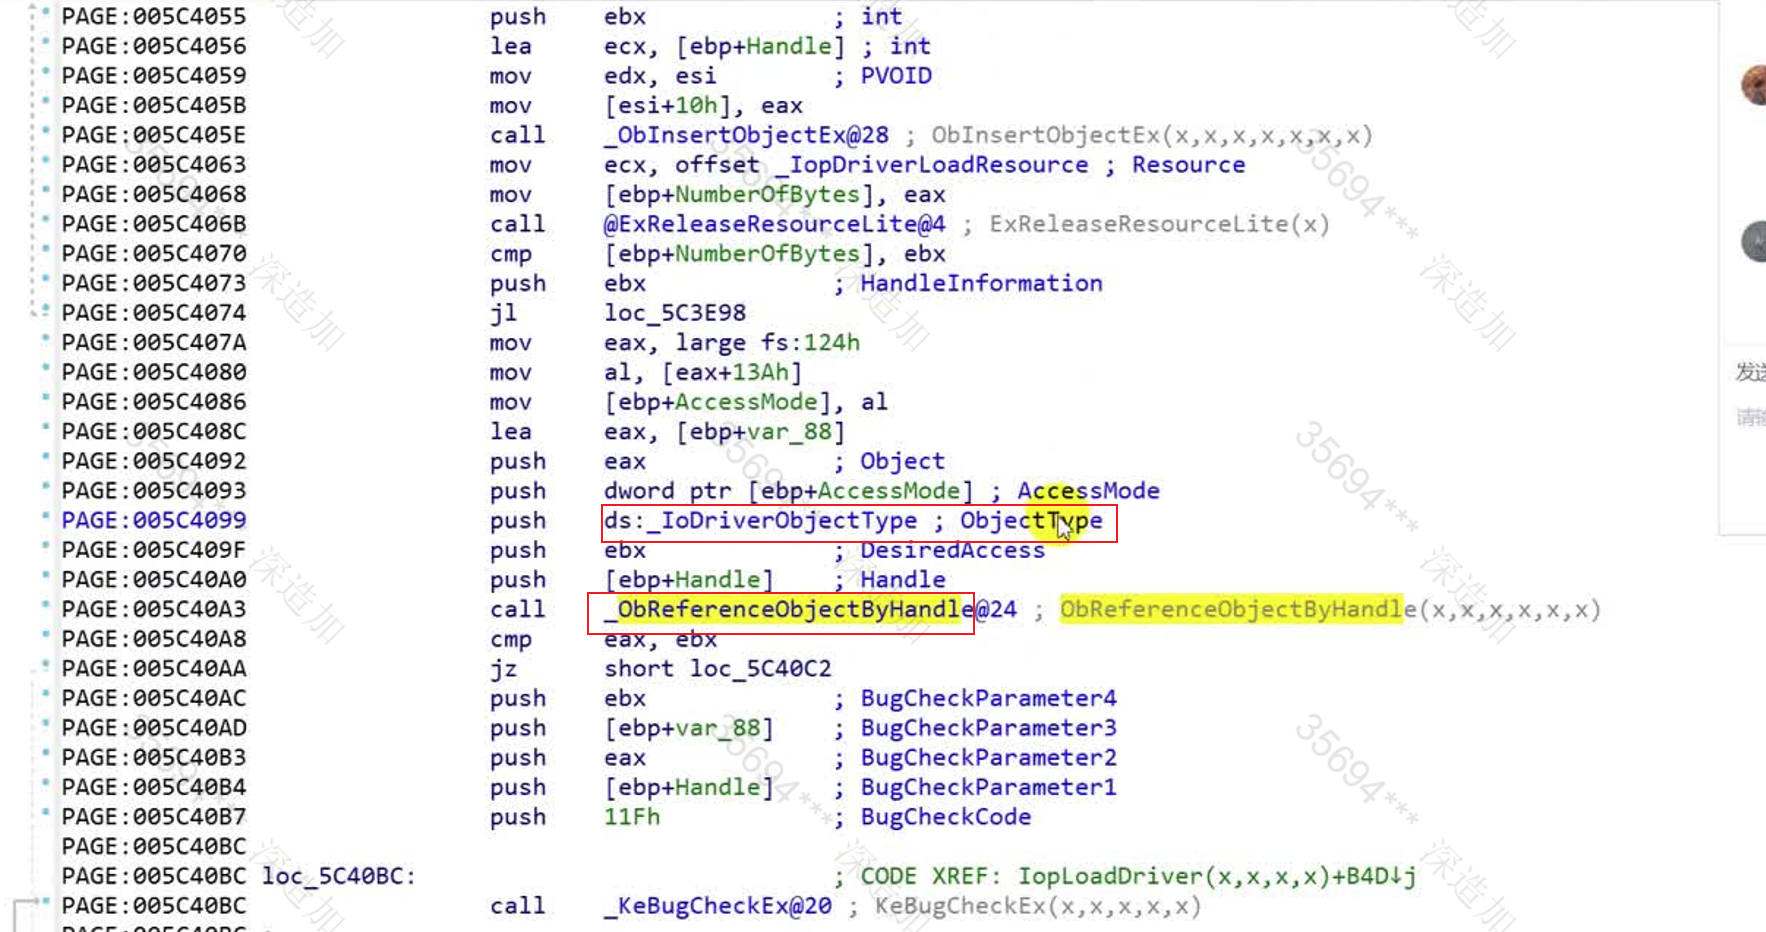 PAGE:005C4055 push ebx ; int
PAGE:005C4056 lea ecx, [ebp+Handle] ; int
PAGE:005C4059 mov edx, esi ; PVOID
PAGE:005C405B mov [esi+10h], eax
PAGE:005C405E call _ObInsertObjectEx@28 ; ObInsertObjectEx(x,x,x,x,x,x,x)
PAGE:005C4063 mov ecx, offset _IopDriverLoadResource ; Resource
PAGE:005C4068 mov [ebp+NumberOfBytes], eax
PAGE:005C406B call @ExReleaseResourceLite@4 ; ExReleaseResourceLite(x)
PAGE:005C4070 cmp [ebp+NumberOfBytes], ebx
PAGE:005C4073 push ebx ; HandleInformation
PAGE:005C4074 jl loc_5C3E98
PAGE:005C407A mov eax, large fs:124h
PAGE:005C4080 mov al, [eax+13Ah]
PAGE:005C4086 mov [ebp+AccessMode], al
PAGE:005C408C lea eax, [ebp+var_88]
PAGE:005C4092 push eax ; Object
PAGE:005C4093 push dword ptr [ebp+AccessMode] ; AccessMode
PAGE:005C4099 push ds:_IoDriverObjectType ; ObjectType
PAGE:005C409F push ebx ; DesiredAccess
PAGE:005C40A0 push [ebp+Handle] ; Handle
PAGE:005C40A3 call _ObReferenceObjectByHandle@24 ; ObReferenceObjectByHandle(x,x,x,x,x,x)
PAGE:005C40A8 cmp eax, ebx
PAGE:005C40AA jz short loc_5C40C2
PAGE:005C40AC push ebx ; BugCheckParameter4
PAGE:005C40AD push [ebp+var_88] ; BugCheckParameter3
PAGE:005C40B3 push eax ; BugCheckParameter2
PAGE:005C40B4 push [ebp+Handle] ; BugCheckParameter1
PAGE:005C40B7 push 11Fh ; BugCheckCode
PAGE:005C40BC
PAGE:005C40BC loc_5C40BC: ; CODE XREF: IopLoadDriver(x,x,x,x)+B4D↓j
PAGE:005C40BC call _KeBugCheckEx@20 ; KeBugCheckEx(x,x,x,x,x)
深造加
35694***